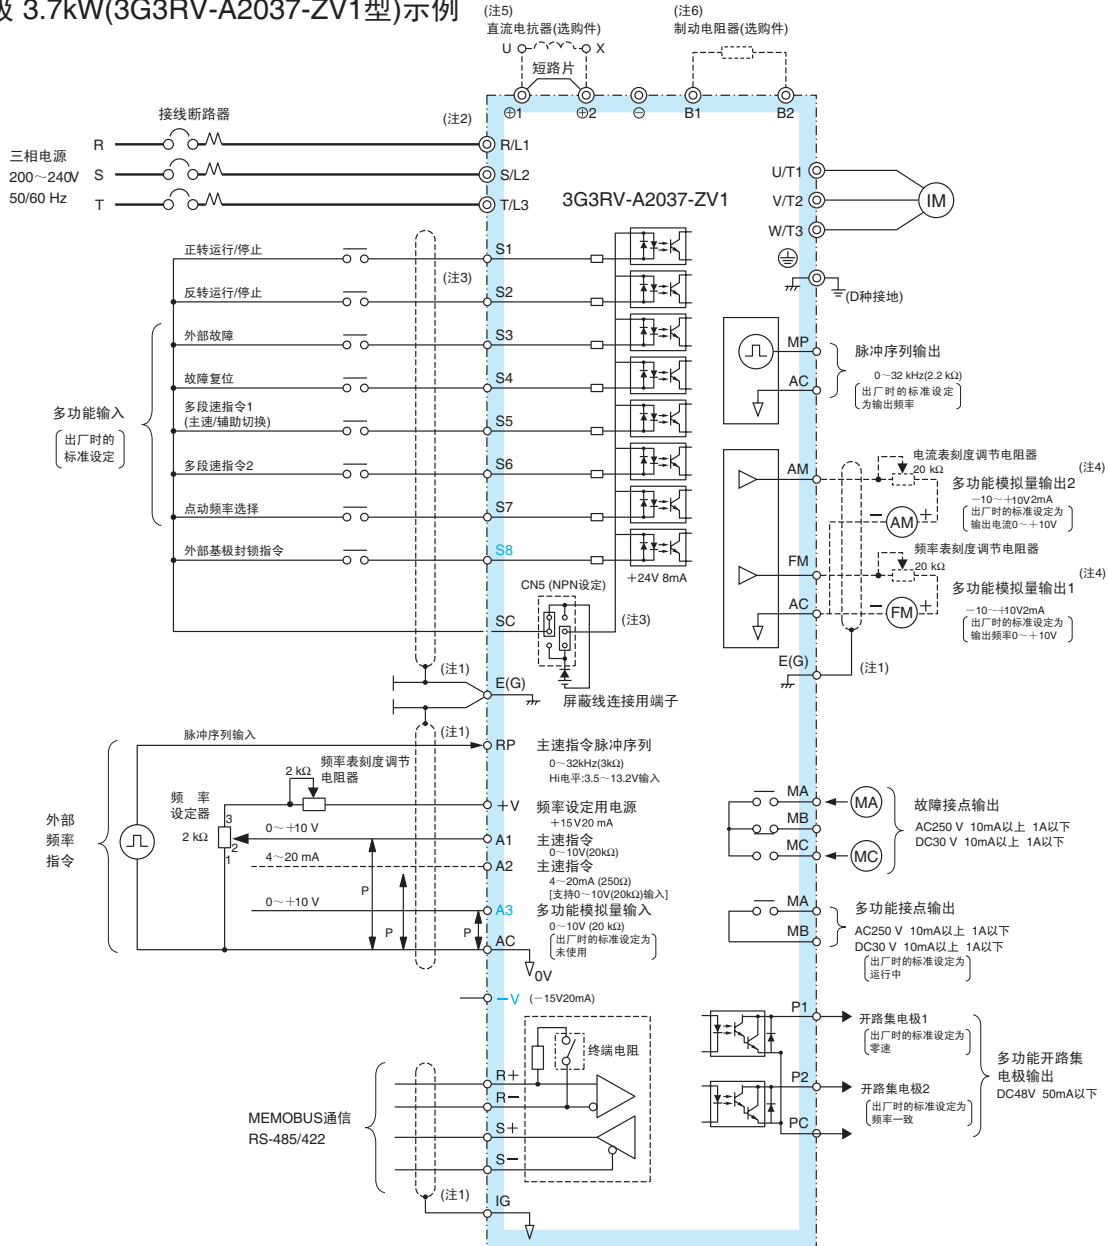 级 3.7kW(3G3RV-A2037-ZV1型)示例
(注5)
直流电抗器(选购件)
U
X
短路片
(注6)
制动电阻器(选购件)
⊕1
⊕2
⊖
B1
B2
接线断路器
(注2)
三相电源
200～240V
50/60 Hz
R
S
T
R/L1
S/L2
T/L3
3G3RV-A2037-ZV1
U/T1
V/T2
W/T3
IM
(D种接地)
正转运行/停止
S1
(注3)
反转运行/停止
S2
外部故障
S3
故障复位
S4
多段速指令1
(主速/辅助切换)
S5
多段速指令2
S6
点动频率选择
S7
外部基极封锁指令
S8
多功能输入
出厂时的
标准设定
+24V 8mA
CN5 (NPN设定)
SC
(注3)
(注1)
E(G)
屏蔽线连接用端子
MP
AC
脉冲序列输出
0～32 kHz(2.2 kΩ)
出厂时的标准设定
为输出频率
AM
电流表刻度调节电阻器
20 kΩ
(注4)
多功能模拟量输出2
－10～＋10V2mA
出厂时的标准设定为
输出电流0～＋10V
－
AM
+
FM
频率表刻度调节电阻器
20 kΩ
(注4)
多功能模拟量输出1
－10～＋10V2mA
出厂时的标准设定为
输出频率0～＋10V
AC
－
FM
+
E(G)
(注1)
外部
频率
指令
脉冲序列输入
(注1)
RP
主速指令脉冲序列
0～32kHz(3kΩ)
Hi电平:3.5～13.2V输入
频率表刻度调节
电阻器
2 kΩ
频 率
设定器
2 kΩ
3
2
1
+V
频率设定用电源
+15V20 mA
0～＋10 V
A1
主速指令
0～10V(20kΩ)
4～20 mA
A2
主速指令
4～20mA (250Ω)
[支持0～10V(20kΩ)输入]
0～＋10 V
A3
多功能模拟量输入
0～10V (20 kΩ)
出厂时的标准设定为
未使用
P
P
P
AC
0V
－V
(－15V20mA)
MA
MB
MC
MA
MC
故障接点输出
AC250 V 10mA以上 1A以下
DC30 V 10mA以上 1A以下
MA
MB
多功能接点输出
AC250 V 10mA以上 1A以下
DC30 V 10mA以上 1A以下
出厂时的标准设定为
运行中
P1
开路集电极1
出厂时的标准设定为
零速
P2
开路集电极2
出厂时的标准设定为
频率一致
PC
多功能开路集
电极输出
DC48V 50mA以下
终端电阻
MEMOBUS通信
RS-485/422
R+
R－
S+
S－
(注1)
IG